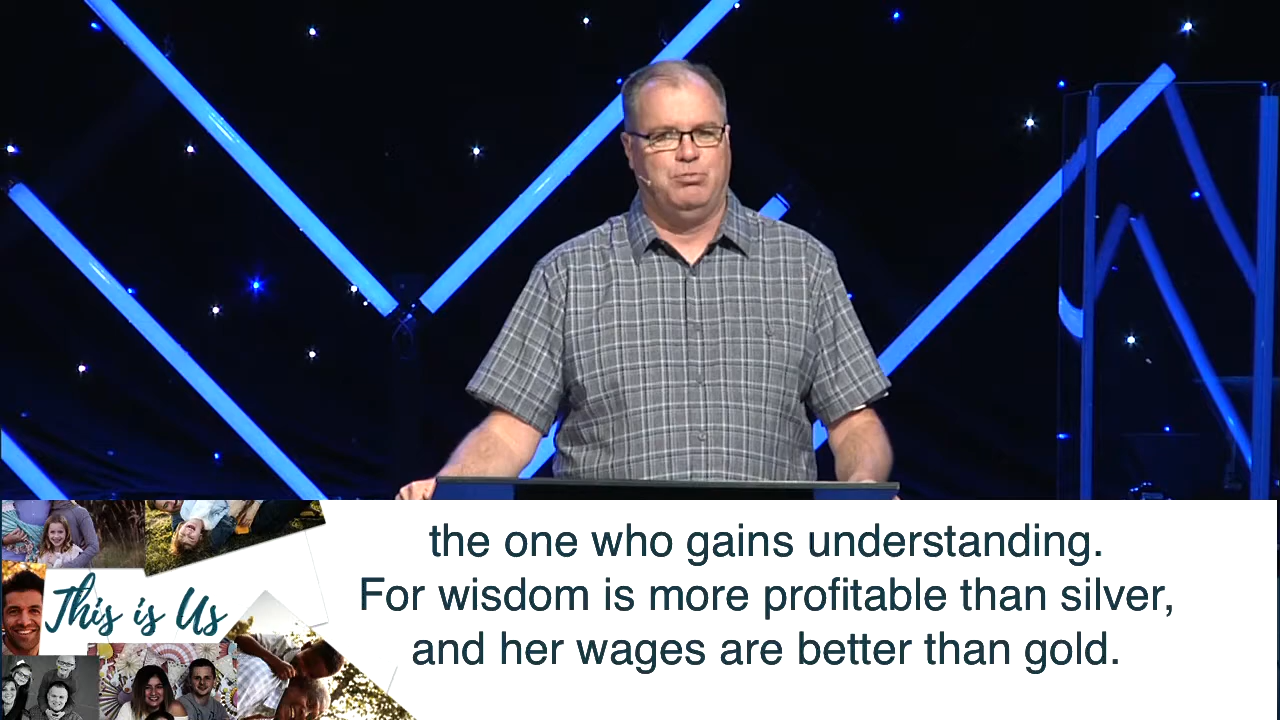 the one who gains understanding.
For wisdom is more profitable than silver,
and her wages are better than gold.
This is Us